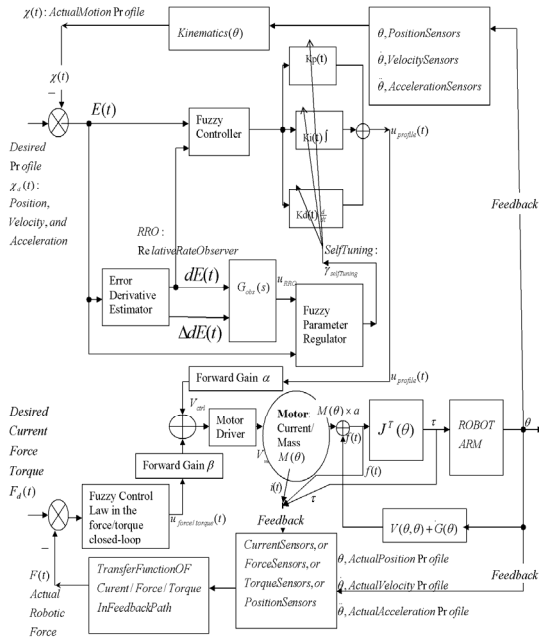 χ(t): ActualMotion Profile
Kinematics(θ)
θ, PositionSensors
θ̇, VelocitySensors
θ̈, AccelerationSensors
χ(t)
−
E(t)
Fuzzy
Controller
Kp(t)
Ki(t) ∫
Kd(t) d/dt
u_profile(t)
Desired
Profile
χ_d(t):
Position,
Velocity, and
Acceleration
Feedback
RRO:
RelativeRateObserver
SelfTuning:
γ_selfTuning
Error
Derivative
Estimator
dE(t)
ΔdE(t)
G_obs(s)
u_RRO
Fuzzy
Parameter
Regulator
Forward Gain α
u_profile(t)
V_ctrl
Desired
Current
Force
Torque
F_d(t)
Motor
Driver
Motor:
Current/
Mass
M(θ)
M(θ)×a
f(t)
J^T(θ)
τ
ROBOT
ARM
θ
Forward Gain β
Fuzzy Control
Law in the
force/torque
closed-loop
u_force/torque(t)
i(t)
f(t)
τ
Feedback
V(θ,θ)+G(θ)
Feedback
−
F(t)
Actual
Robotic
Force
TransferFunctionOF
Curent/Force/Torque
InFeedbackPath
CurrentSensors,or
ForceSensors,or
TorqueSensors,or
PositionSensors
θ, ActualPosition Profile
θ̇, ActualVelocity Profile
θ̈, ActualAcceleration Profile